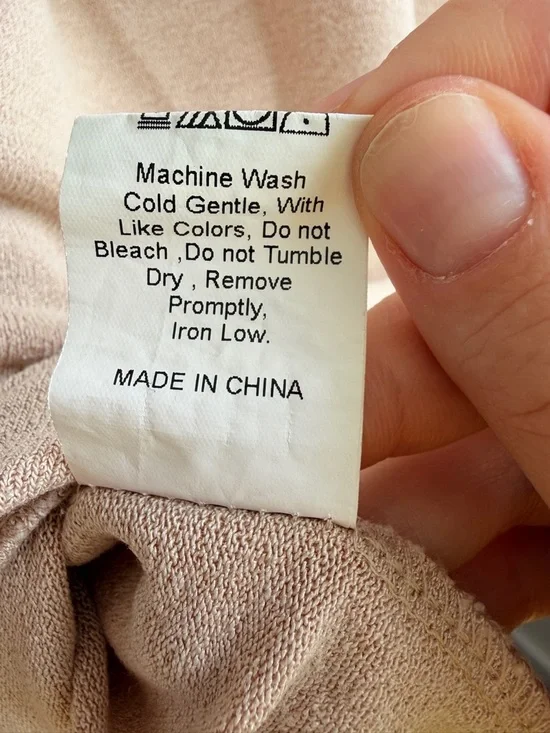 Machine Wash
Cold Gentle, With
Like Colors, Do not
Bleach ,Do not Tumble
Dry , Remove
Promptly,
Iron Low.
MADE IN CHINA